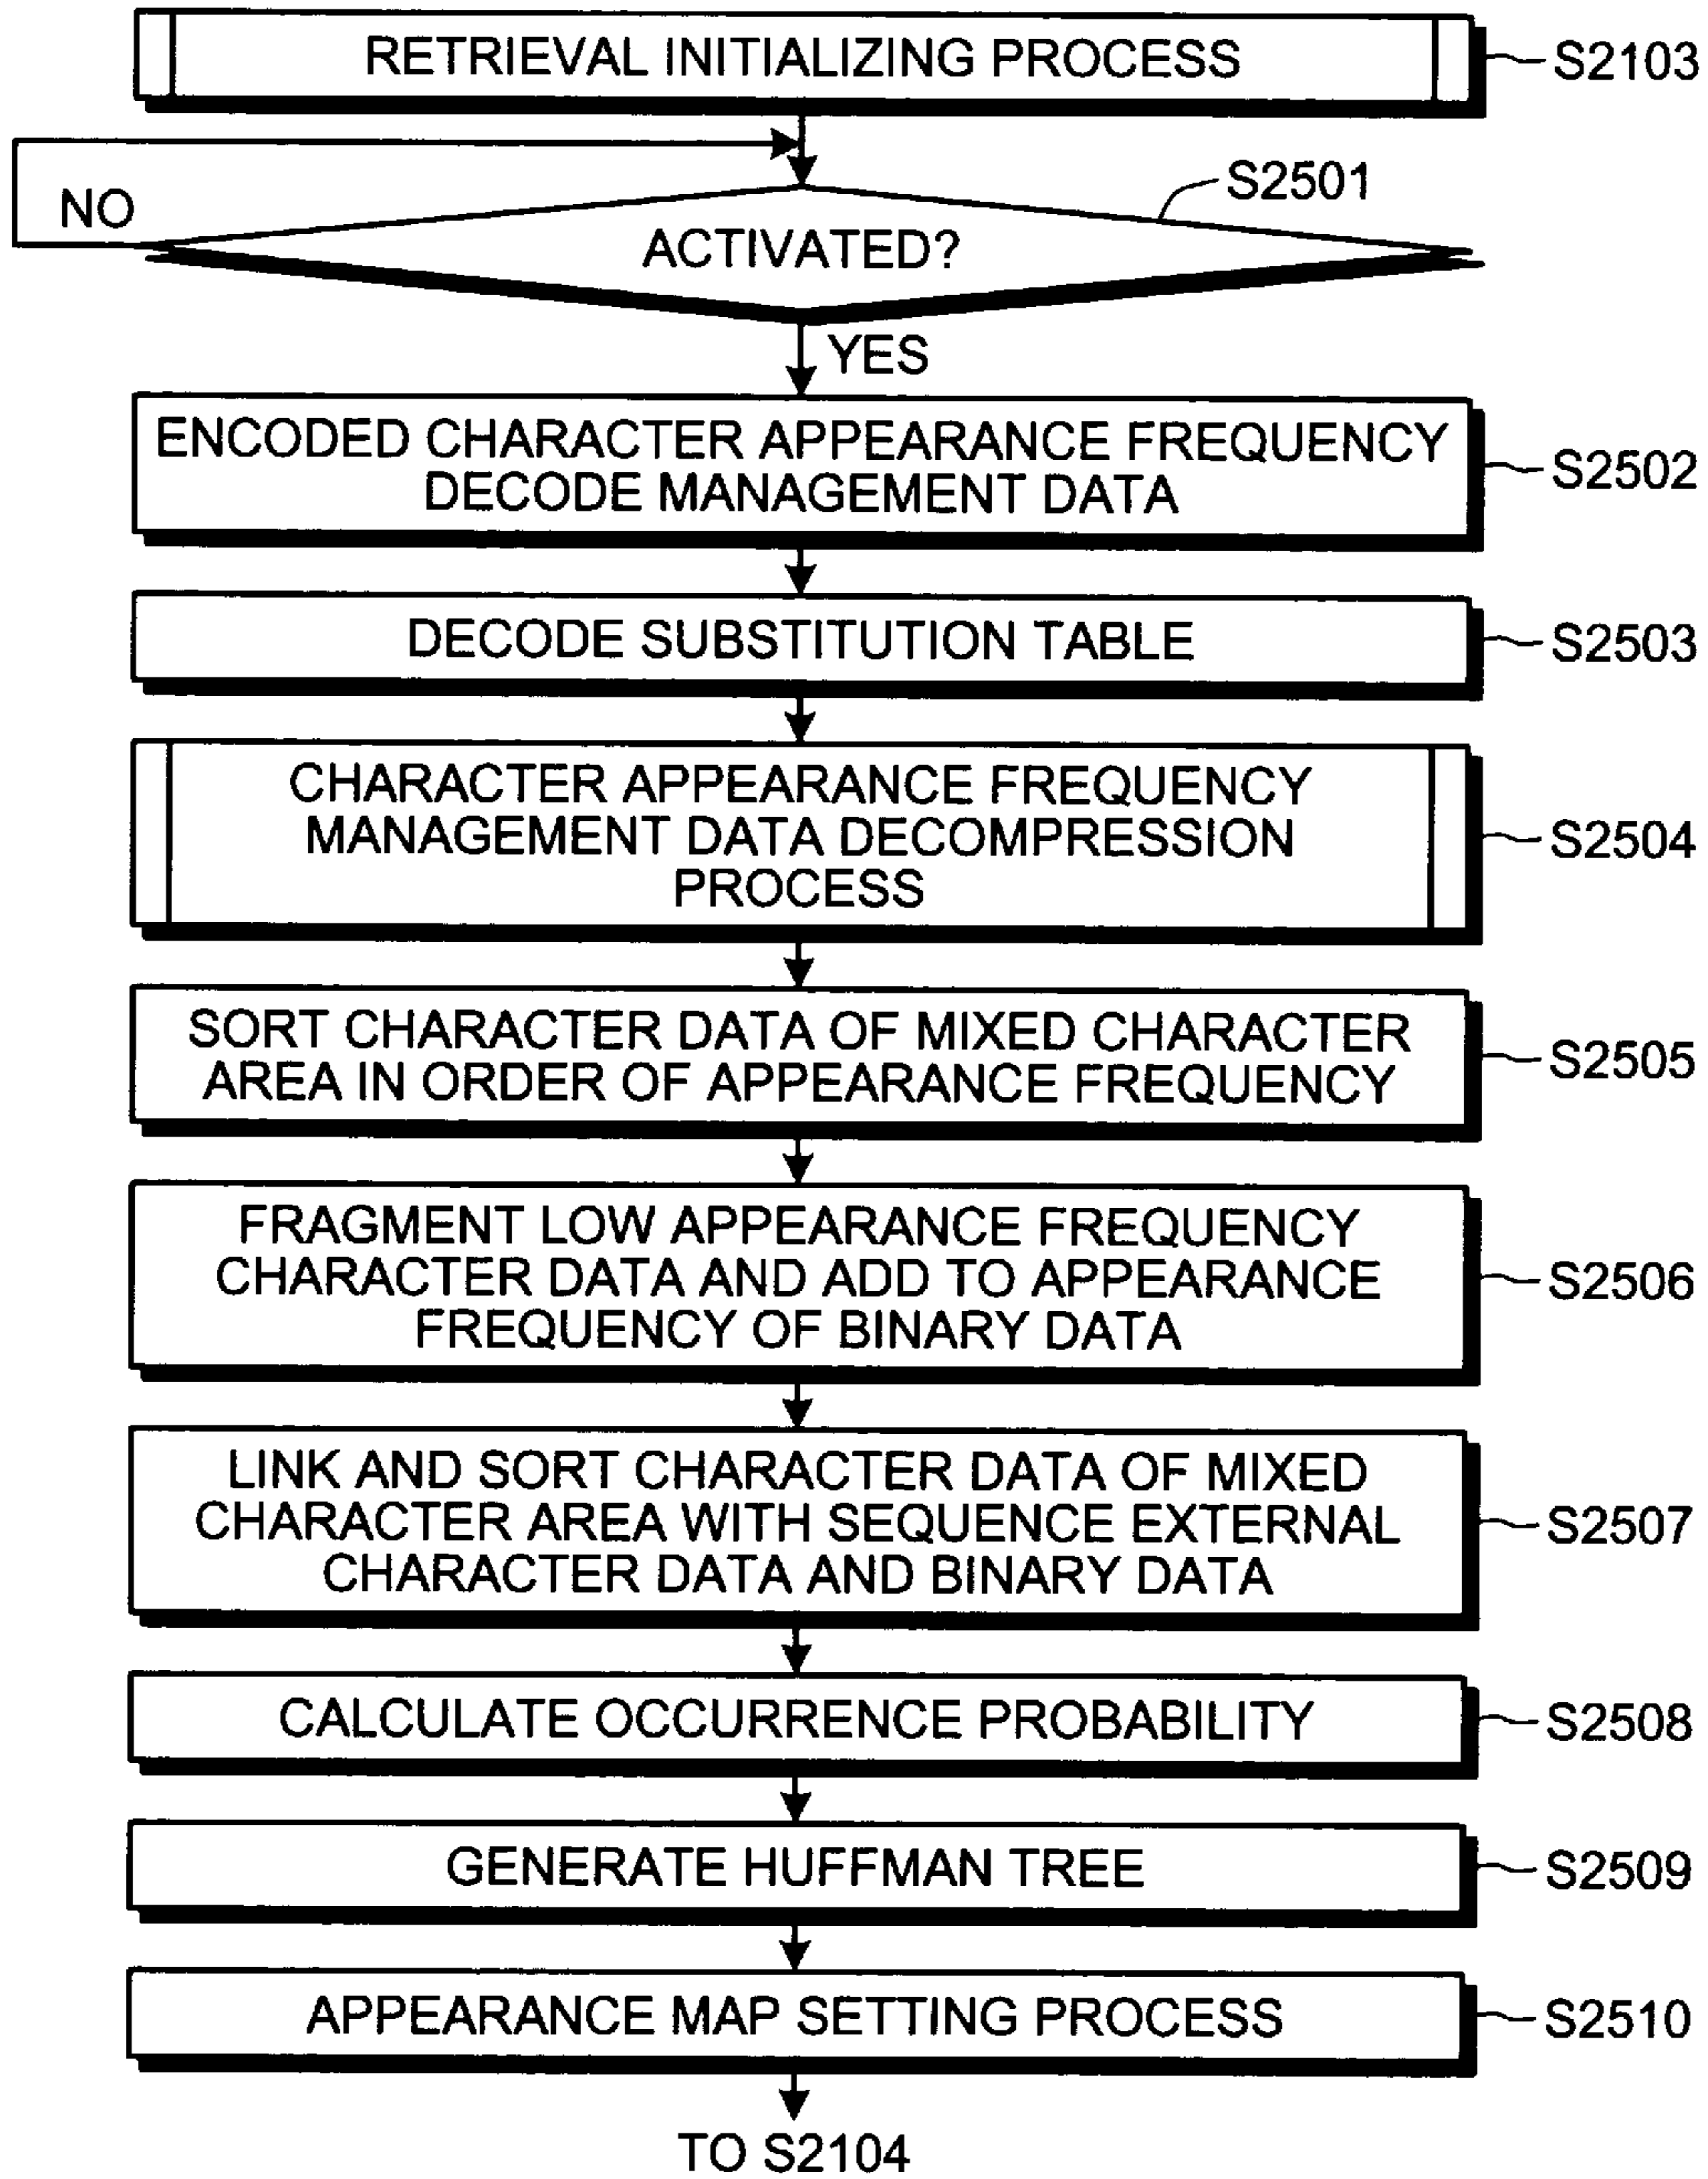 RETRIEVAL INITIALIZING PROCESS
S2103
S2501
NO
ACTIVATED?
YES
ENCODED CHARACTER APPEARANCE FREQUENCY
DECODE MANAGEMENT DATA
S2502
DECODE SUBSTITUTION TABLE
S2503
CHARACTER APPEARANCE FREQUENCY
MANAGEMENT DATA DECOMPRESSION
PROCESS
S2504
SORT CHARACTER DATA OF MIXED CHARACTER
AREA IN ORDER OF APPEARANCE FREQUENCY
S2505
FRAGMENT LOW APPEARANCE FREQUENCY
CHARACTER DATA AND ADD TO APPEARANCE
FREQUENCY OF BINARY DATA
S2506
LINK AND SORT CHARACTER DATA OF MIXED
CHARACTER AREA WITH SEQUENCE EXTERNAL
CHARACTER DATA AND BINARY DATA
S2507
CALCULATE OCCURRENCE PROBABILITY
S2508
GENERATE HUFFMAN TREE
S2509
APPEARANCE MAP SETTING PROCESS
S2510
TO S2104